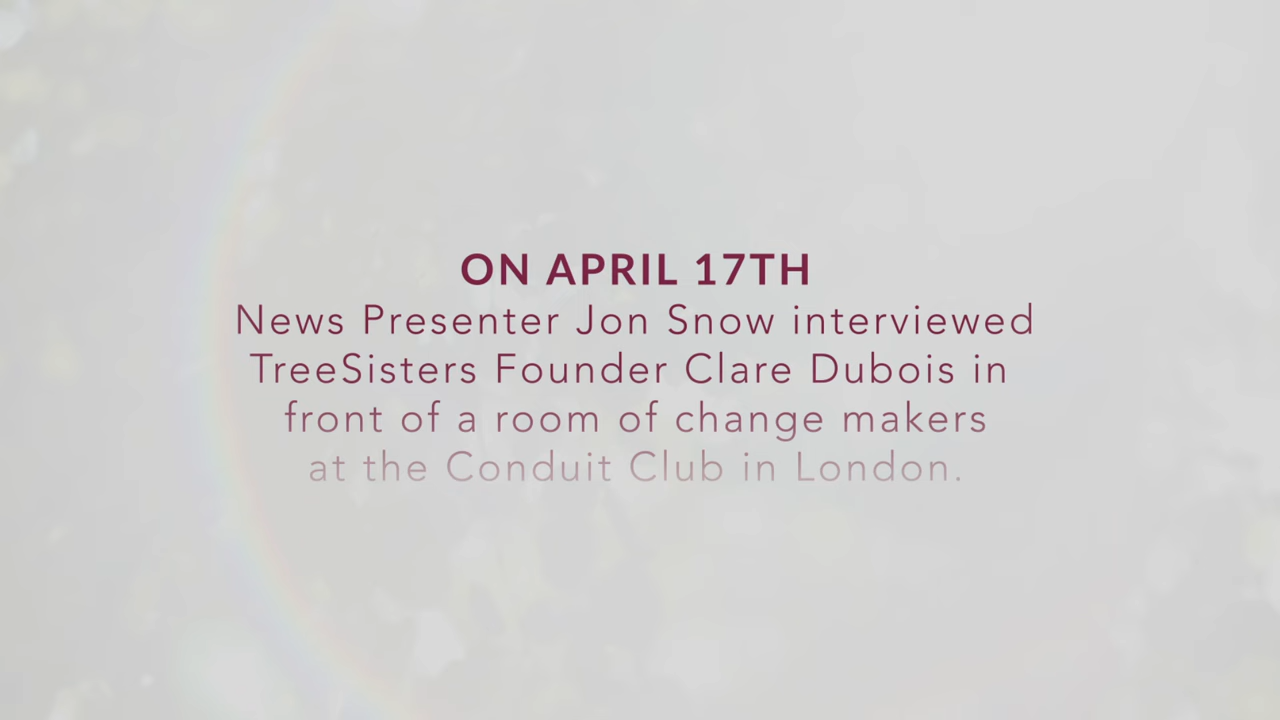 ON APRIL 17TH
News Presenter Jon Snow interviewed
TreeSisters Founder Clare Dubois in
front of a room of change makers
at the Conduit Club in London.